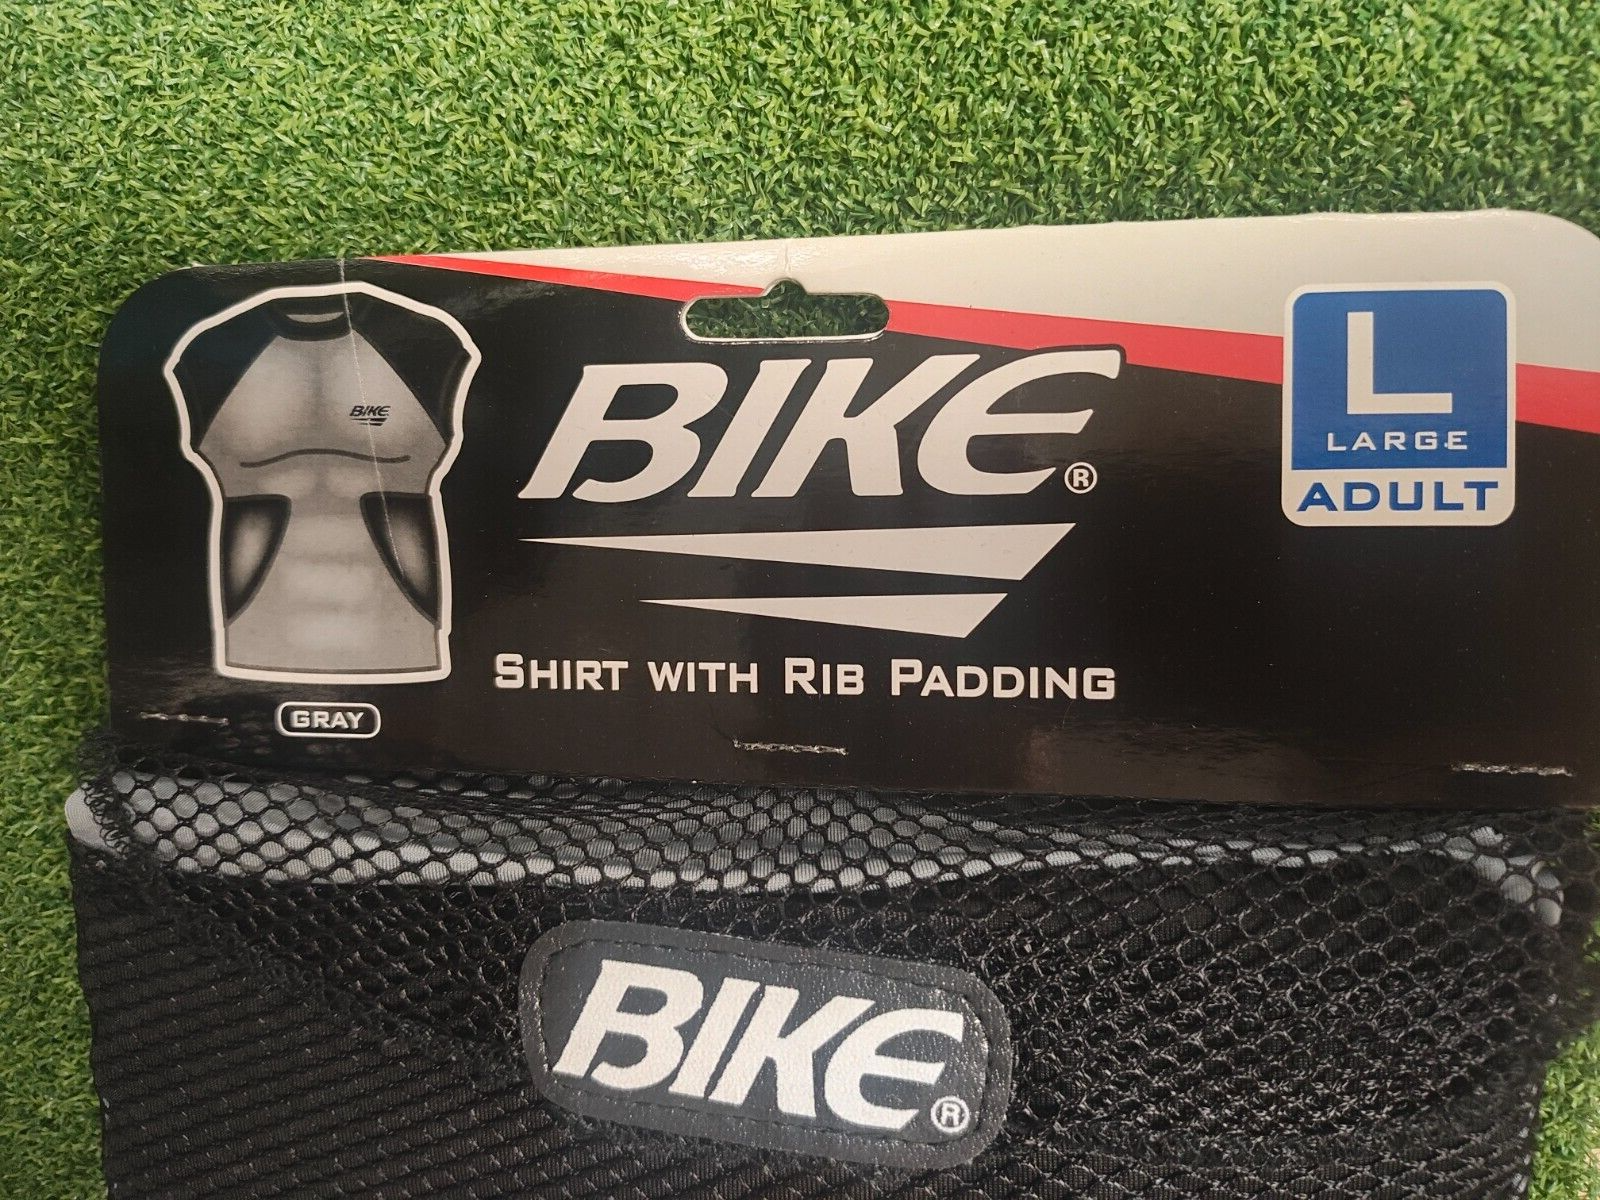 BIKE
GRAY
BIKE®
SHIRT WITH RIB PADDING
L
LARGE
ADULT
BIKE®